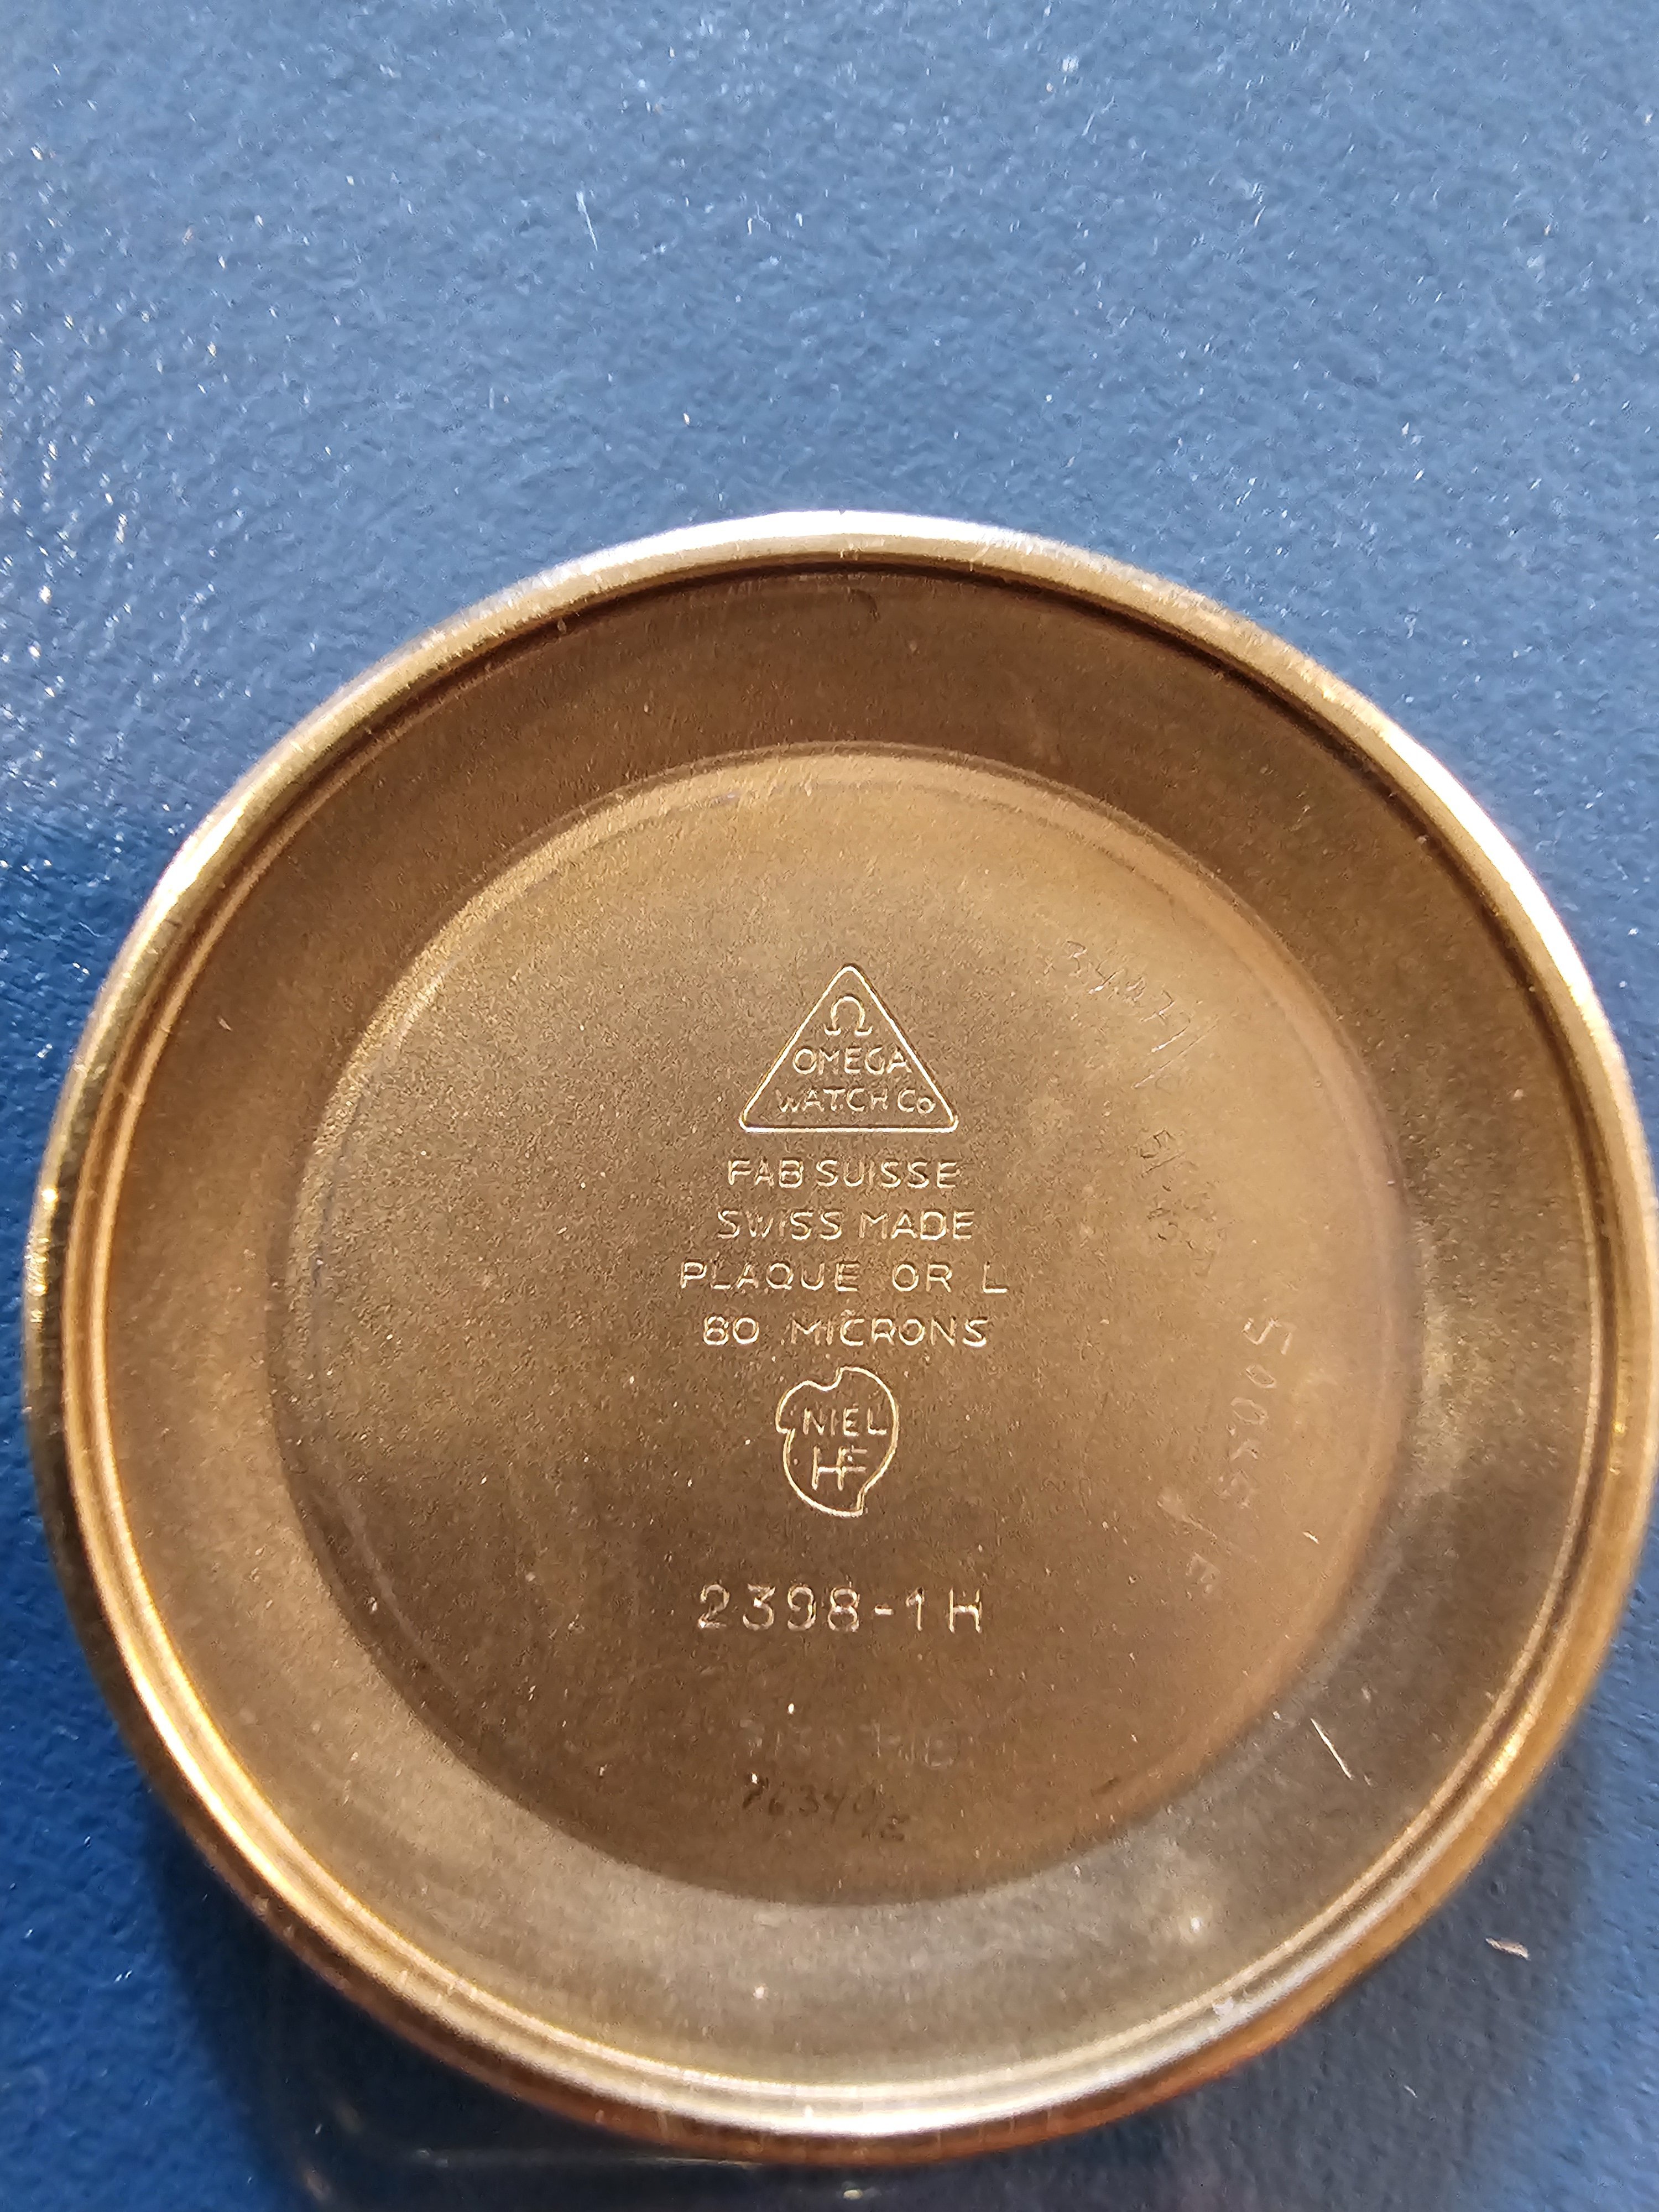 Ω
OMEGA
WATCH Co
FAB SUISSE
SWISS MADE
PLAQUE OR L
80 MICRONS
NIEL
HF
2398-1H